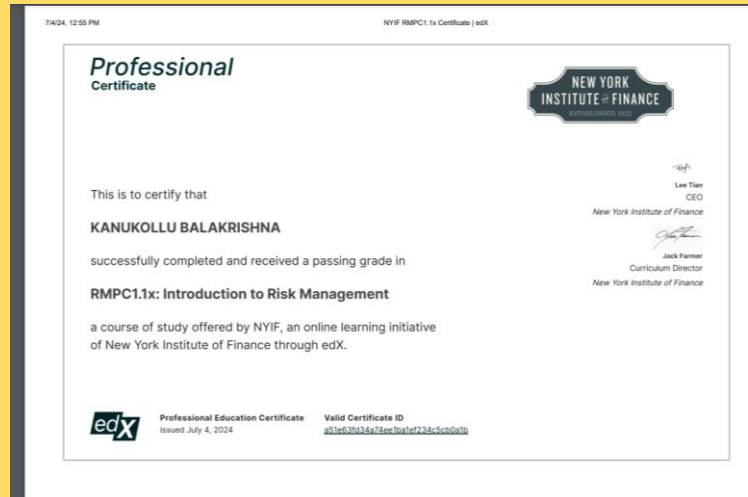 7/4/24, 12:55 PM
NYIF RMPC1.1x Certificate | edX
Professional
Certificate
NEW YORK
INSTITUTE OF FINANCE
ESTABLISHED 1922
This is to certify that
KANUKOLLU BALAKRISHNA
successfully completed and received a passing grade in
RMPC1.1x: Introduction to Risk Management
a course of study offered by NYIF, an online learning initiative
of New York Institute of Finance through edX.
Lee Tian
CEO
New York Institute of Finance
Jack Farmer
Curriculum Director
New York Institute of Finance
edX
Professional Education Certificate
Issued July 4, 2024
Valid Certificate ID
a51e63fd34a74ee1ba1ef234c5cb0a1b